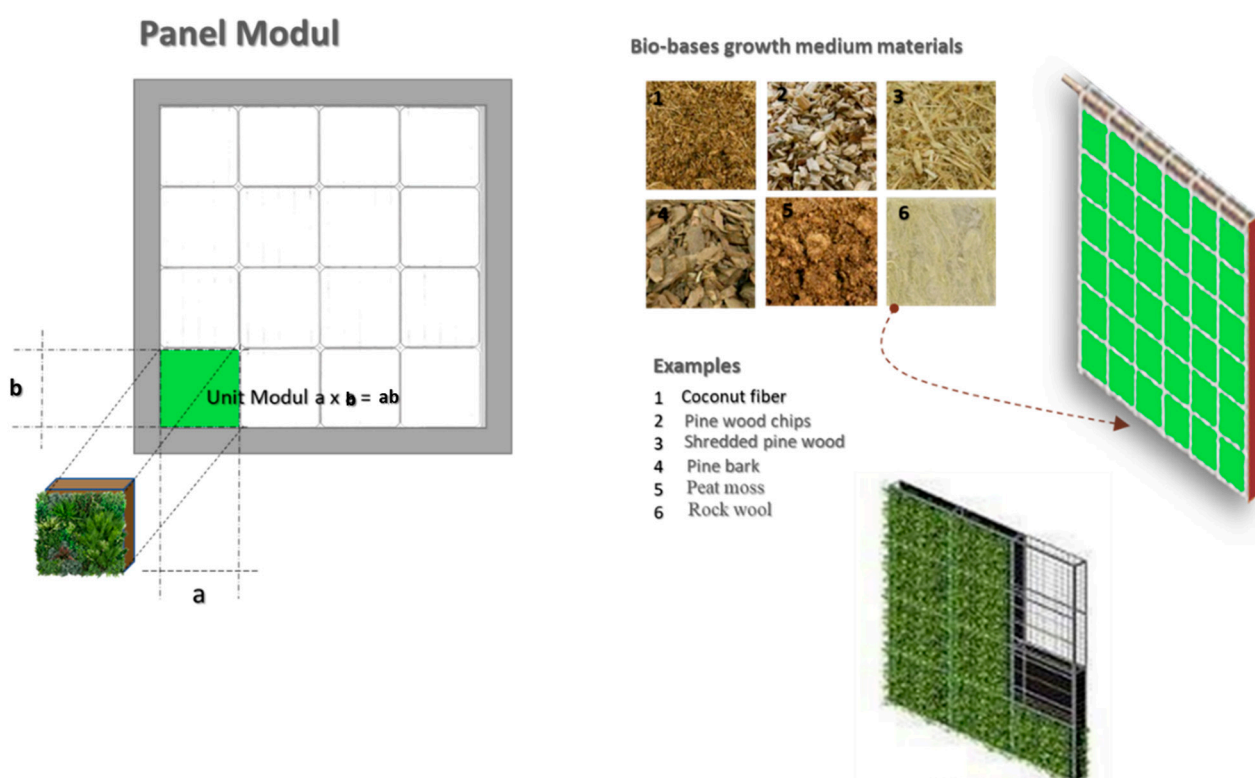 Panel Modul
b
Unit Modul a x b = ab
a
Bio-bases growth medium materials
1
2
3
4
5
6
Examples
1 Coconut fiber
2 Pine wood chips
3 Shredded pine wood
4 Pine bark
5 Peat moss
6 Rock wool